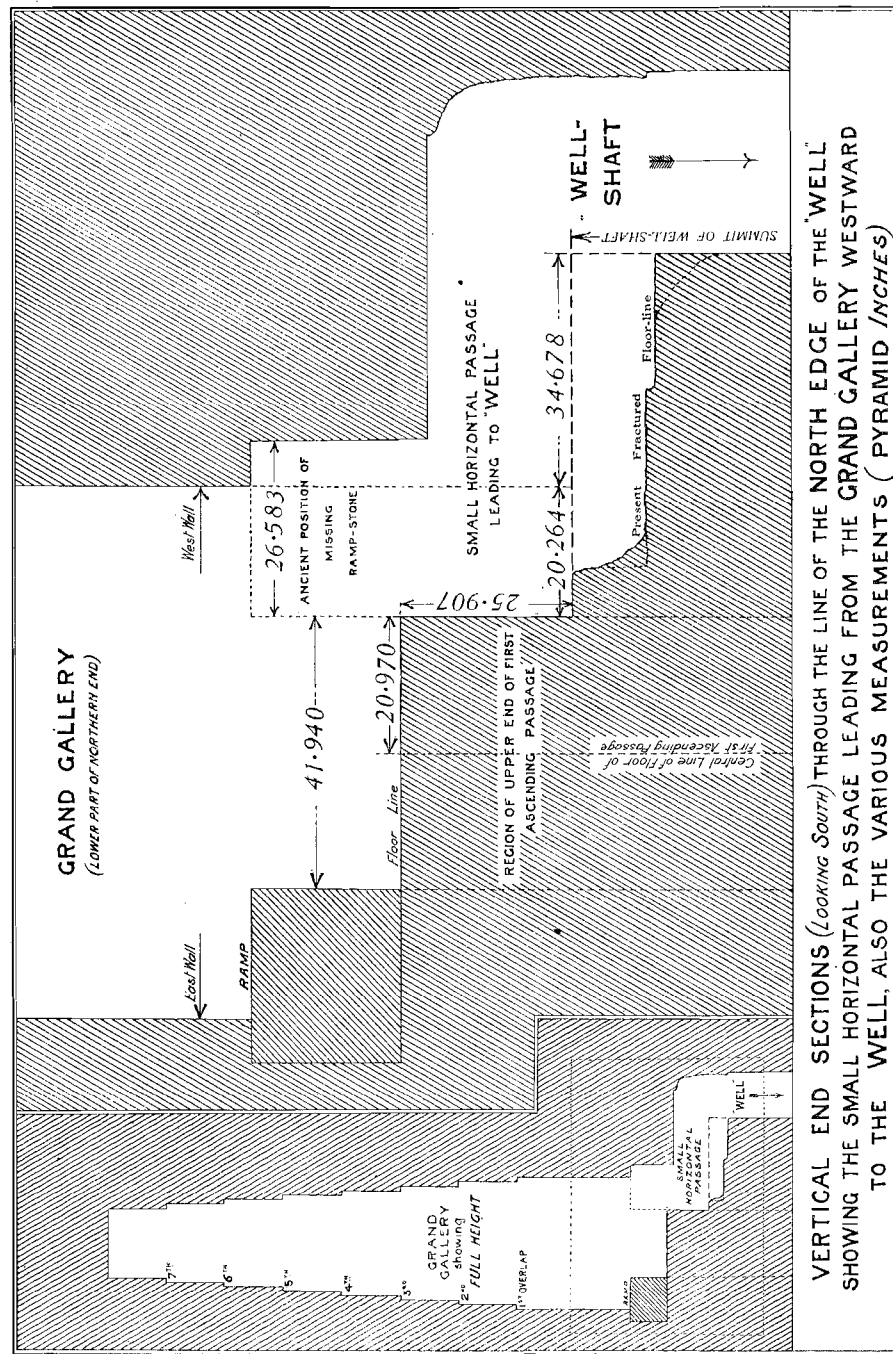 GRAND GALLERY
(LOWER PART OF NORTHERN END)
East Wall
West Wall
RAMP
41·940
26·583
ANCIENT POSITION OF
MISSING
RAMP-STONE
Floor Line
20·970
25·907
SMALL HORIZONTAL PASSAGE
LEADING TO "WELL"
REGION OF UPPER END OF FIRST
ASCENDING PASSAGE
20·264
34·678
"WELL-
SHAFT
SUMMIT OF WELL-SHAFT
Present Fractured Floor-line
Central Line of Floor of
First Ascending Passage
7TH
6TH
5TH
4TH
3RD
2ND
1ST OVERLAP
GRAND
GALLERY
showing
FULL HEIGHT
RAMP
SMALL
HORIZONTAL
PASSAGE
WELL
VERTICAL END SECTIONS (LOOKING SOUTH) THROUGH THE LINE OF THE NORTH EDGE OF THE "WELL"
SHOWING THE SMALL HORIZONTAL PASSAGE LEADING FROM THE GRAND GALLERY WESTWARD
TO THE WELL, ALSO THE VARIOUS MEASUREMENTS (PYRAMID INCHES)